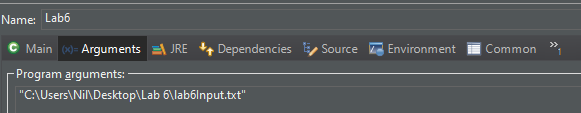 Name: Lab6
Main (x)= Arguments JRE Dependencies Source Environment Common »1
Program arguments:
"C:\Users\Nil\Desktop\Lab 6\lab6Input.txt"